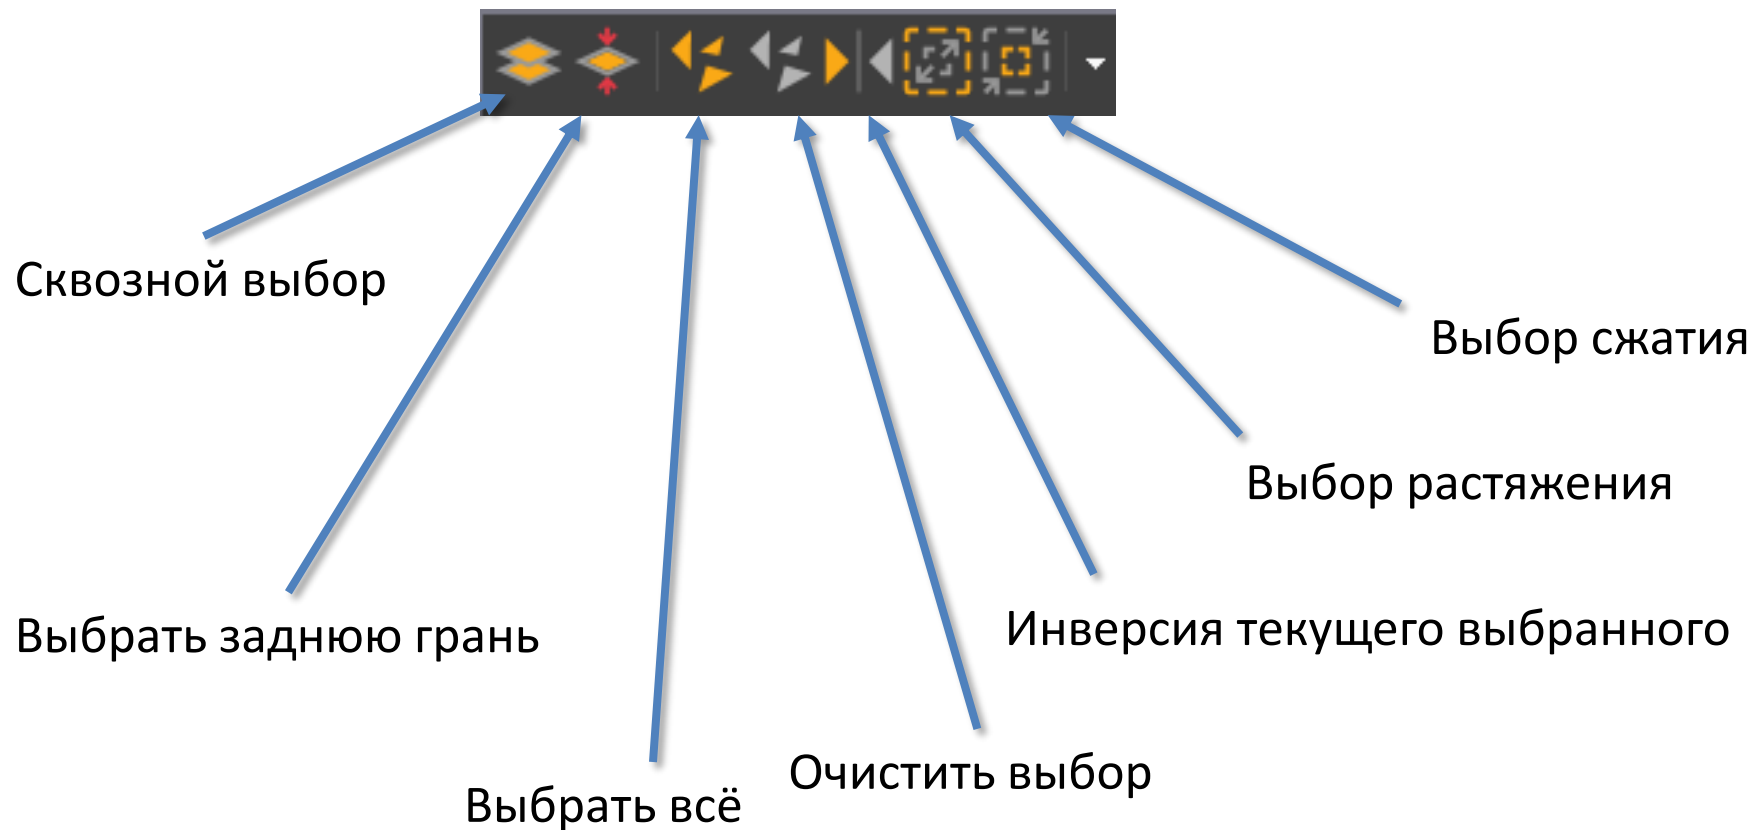 Сквозной выбор
Выбор сжатия
Выбор растяжения
Выбрать заднюю грань
Инверсия текущего выбранного
Очистить выбор
Выбрать всё